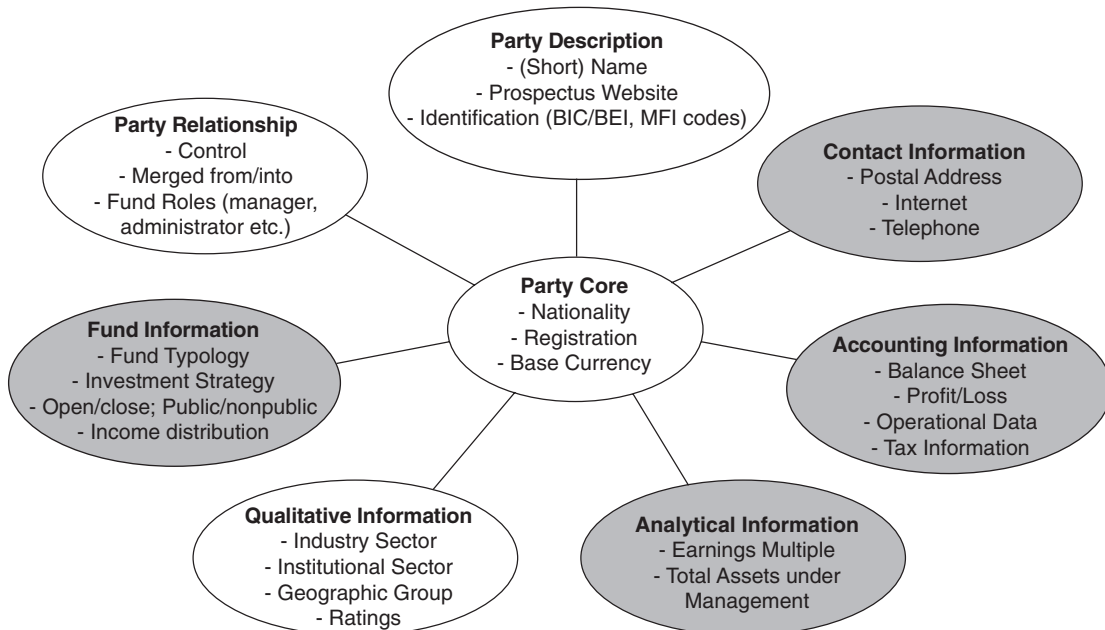 Party Description
- (Short) Name
- Prospectus Website
- Identification (BIC/BEI, MFI codes)
Party Relationship
- Control
- Merged from/into
- Fund Roles (manager,
administrator etc.)
Contact Information
- Postal Address
- Internet
- Telephone
Party Core
- Nationality
- Registration
- Base Currency
Fund Information
- Fund Typology
- Investment Strategy
- Open/close; Public/nonpublic
- Income distribution
Accounting Information
- Balance Sheet
- Profit/Loss
- Operational Data
- Tax Information
Qualitative Information
- Industry Sector
- Institutional Sector
- Geographic Group
- Ratings
Analytical Information
- Earnings Multiple
- Total Assets under
Management